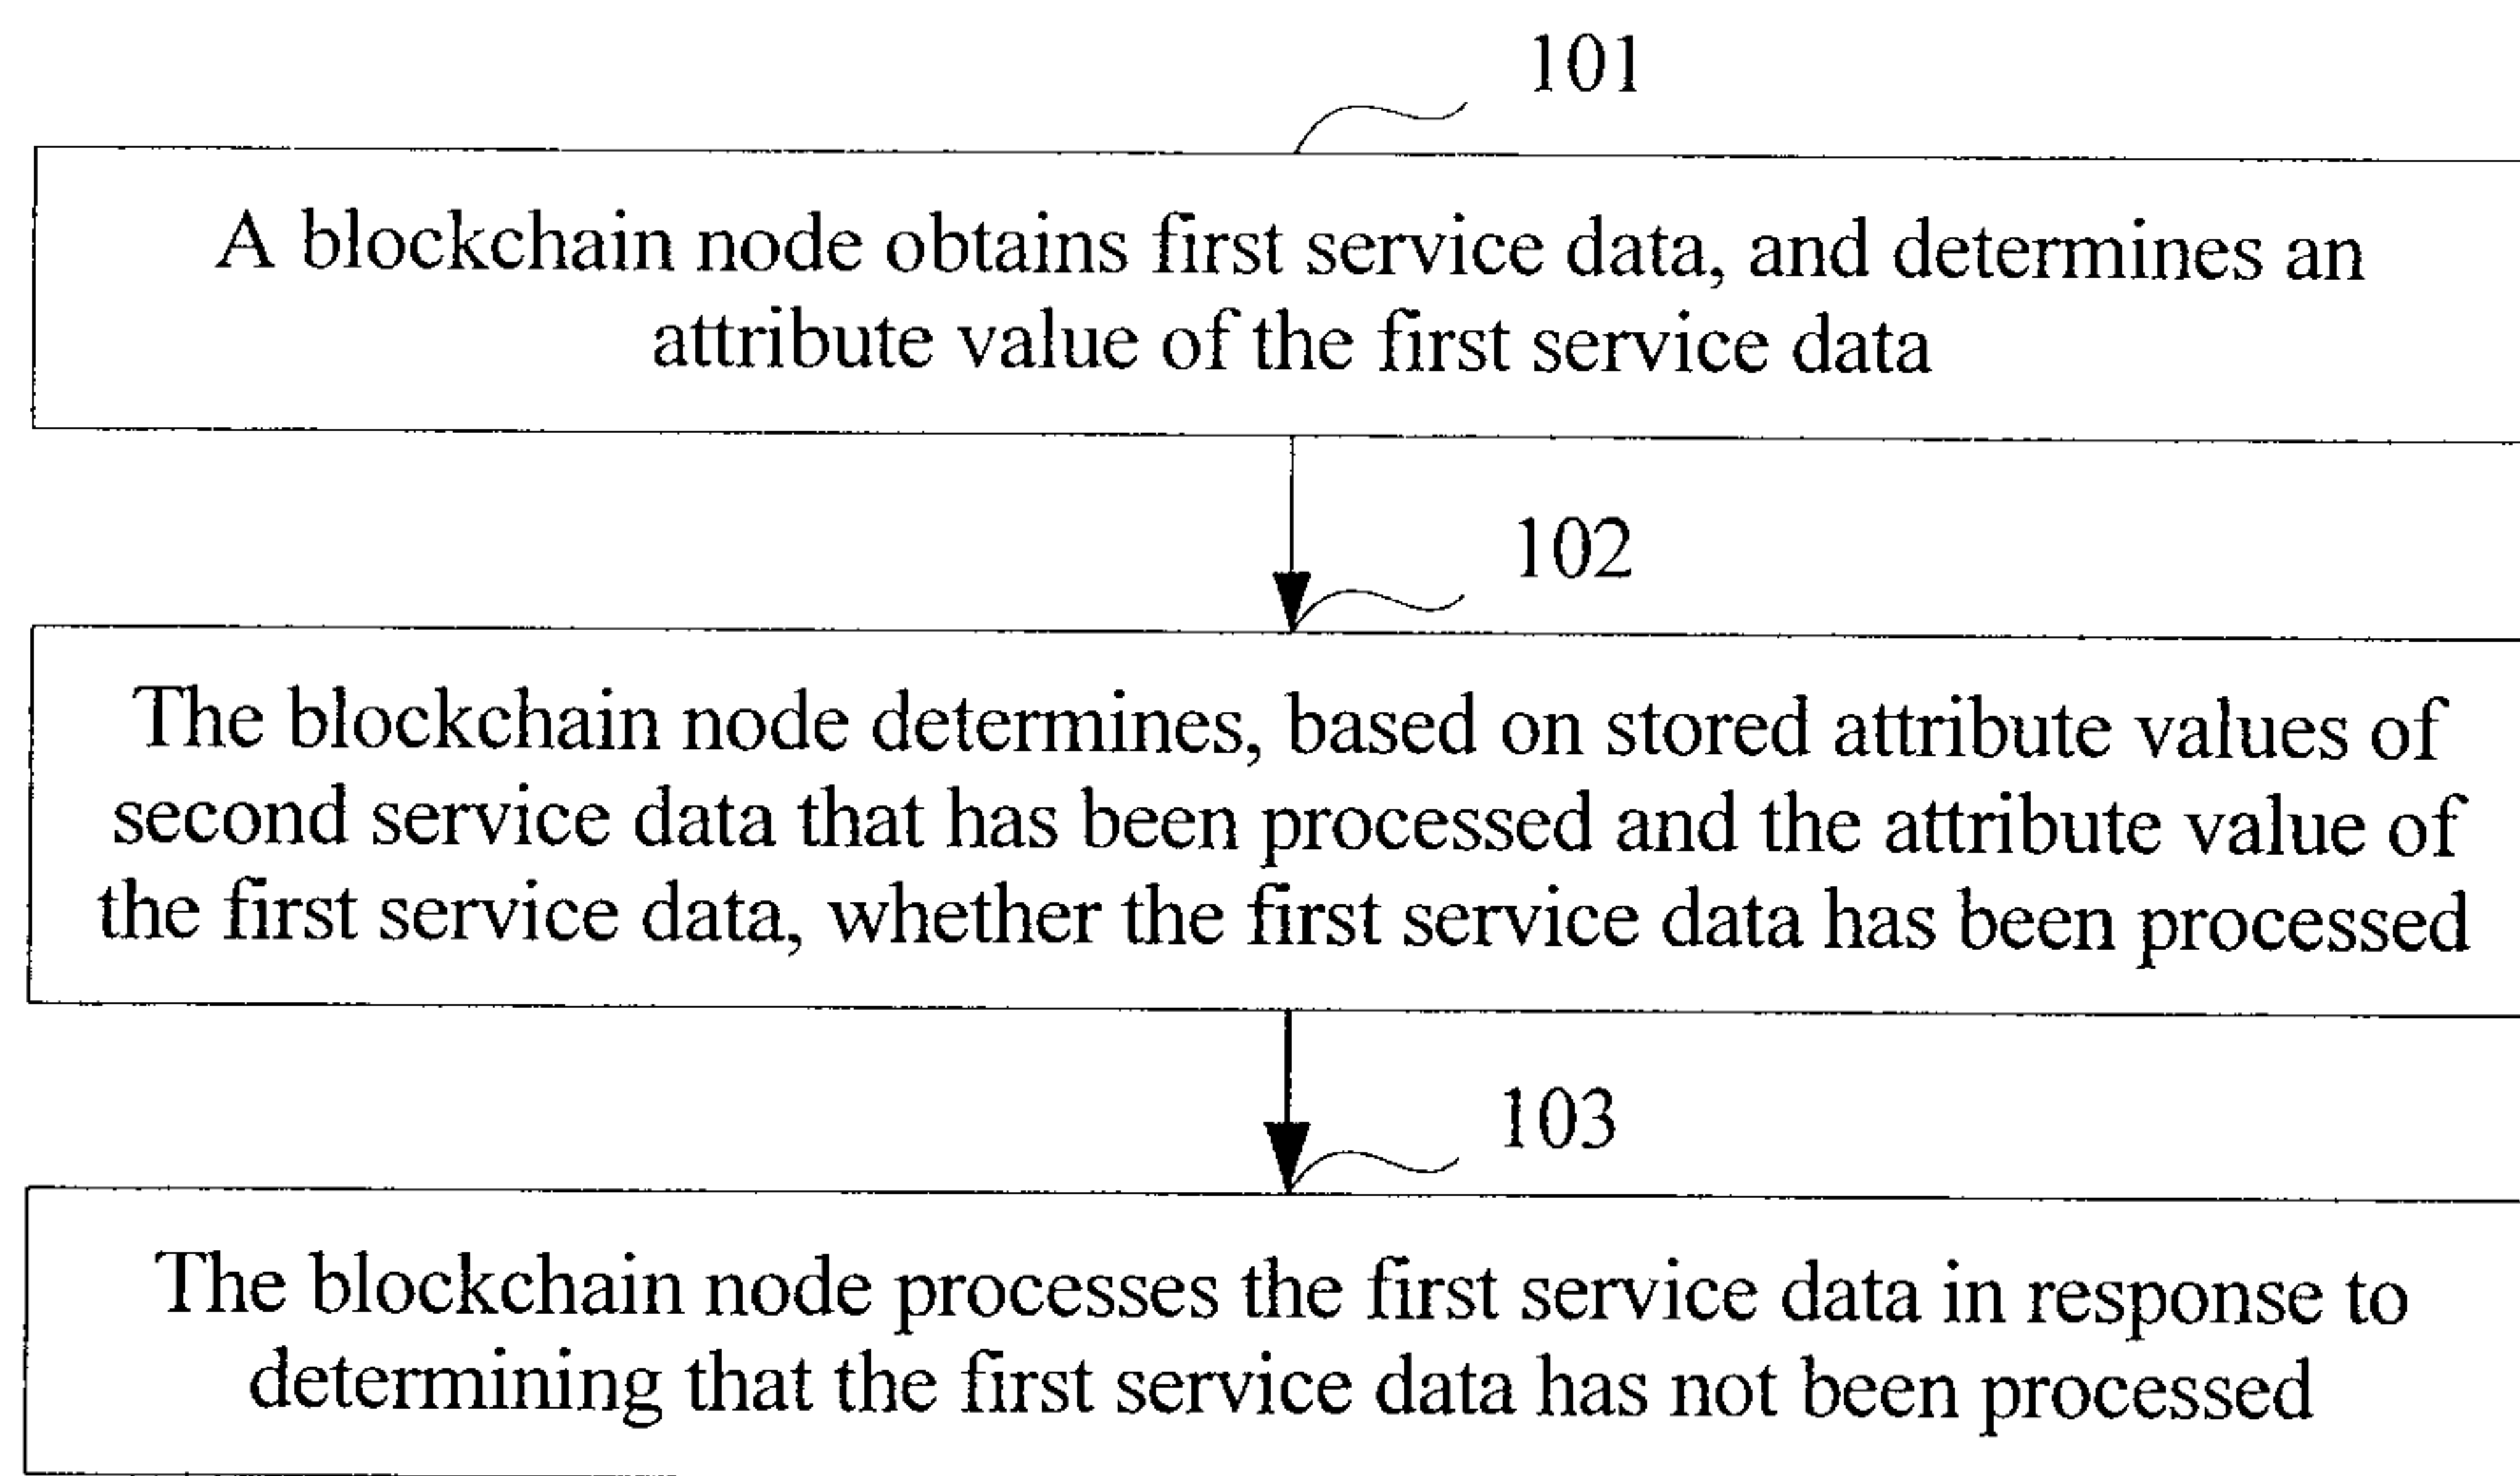 101
A blockchain node obtains first service data, and determines an
attribute value of the first service data
102
The blockchain node determines, based on stored attribute values of
second service data that has been processed and the attribute value of
the first service data, whether the first service data has been processed
103
The blockchain node processes the first service data in response to
determining that the first service data has not been processed